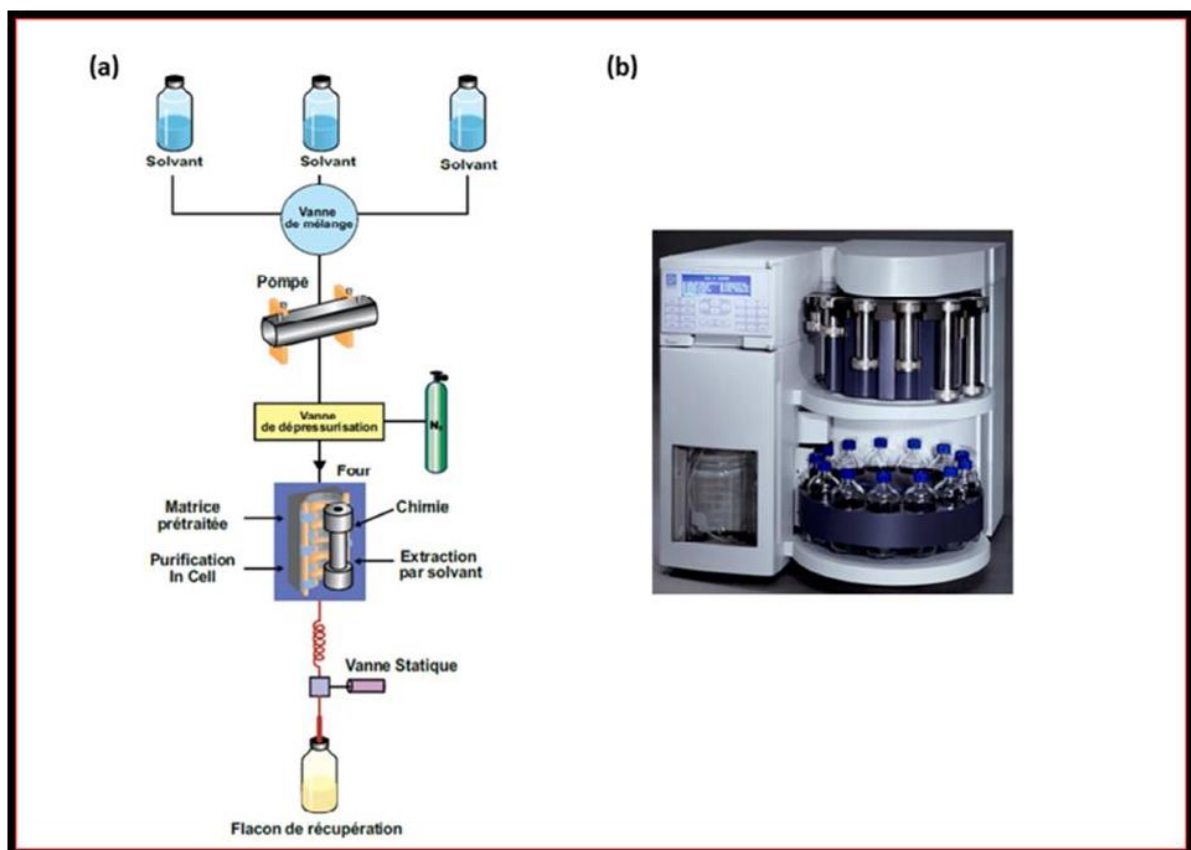 (a)
(b)
Solvant
Solvant
Solvant
Vanne
de mélange
Pompe
Vanne
de dépressurisation
N₂
Four
Matrice
prétraitée
Chimie
Purification
In Cell
Extraction
par solvant
Vanne Statique
Flacon de récupération